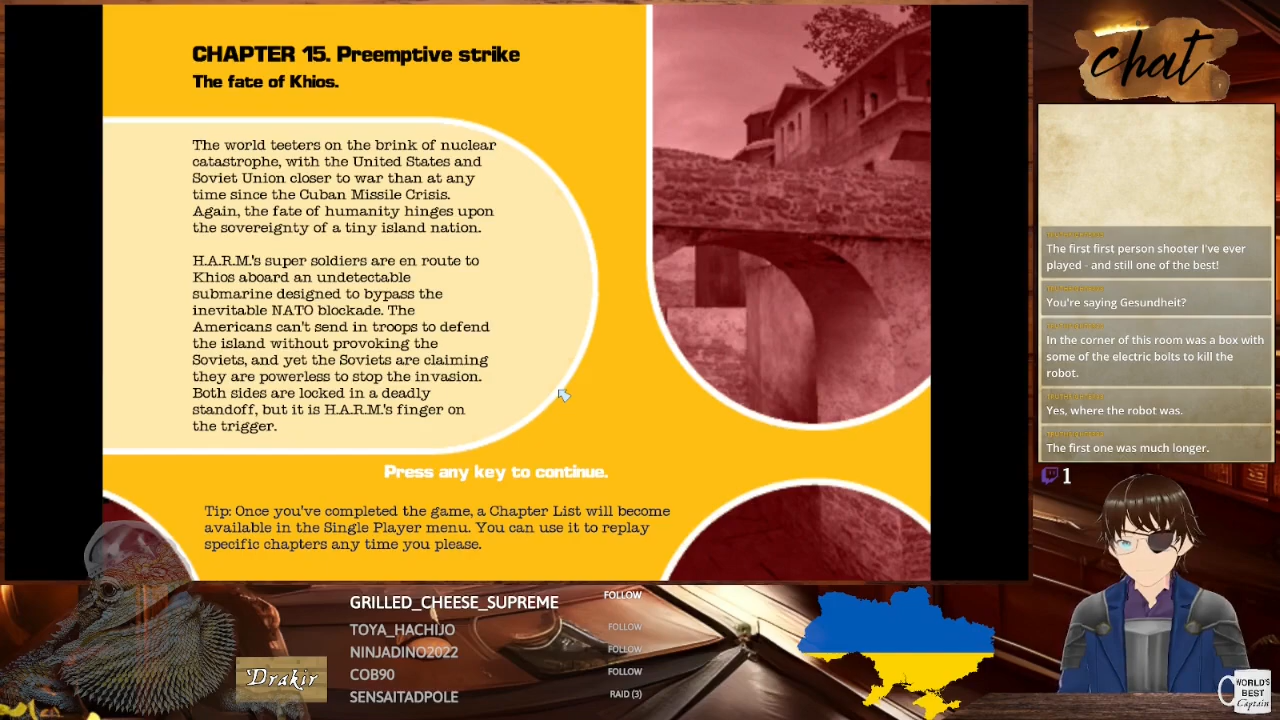 CHAPTER 15. Preemptive strike
The fate of Khios.
The world teeters on the brink of nuclear
catastrophe, with the United States and
Soviet Union closer to war than at any
time since the Cuban Missile Crisis.
Again, the fate of humanity hinges upon
the sovereignty of a tiny island nation.
H.A.R.M.'s super soldiers are en route to
Khios aboard an undetectable
submarine designed to bypass the
inevitable NATO blockade. The
Americans can't send in troops to defend
the island without provoking the
Soviets, and yet the Soviets are claiming
they are powerless to stop the invasion.
Both sides are locked in a deadly
standoff, but it is H.A.R.M.'s finger on
the trigger.
Press any key to continue.
Tip: Once you've completed the game, a Chapter List will become
available in the Single Player menu. You can use it to replay
specific chapters any time you please.
chat
The first first person shooter I've ever
played - and still one of the best!
You're saying Gesundheit?
In the corner of this room was a box with
some of the electric bolts to kill the
robot.
Yes, where the robot was.
The first one was much longer.
1
Drakir
GRILLED_CHEESE_SUPREME FOLLOW
TOYA_HACHIJO FOLLOW
NINJADINO2022 FOLLOW
COB90 FOLLOW
SENSAITADPOLE RAID (3)
WORLD'S
BEST
Captain